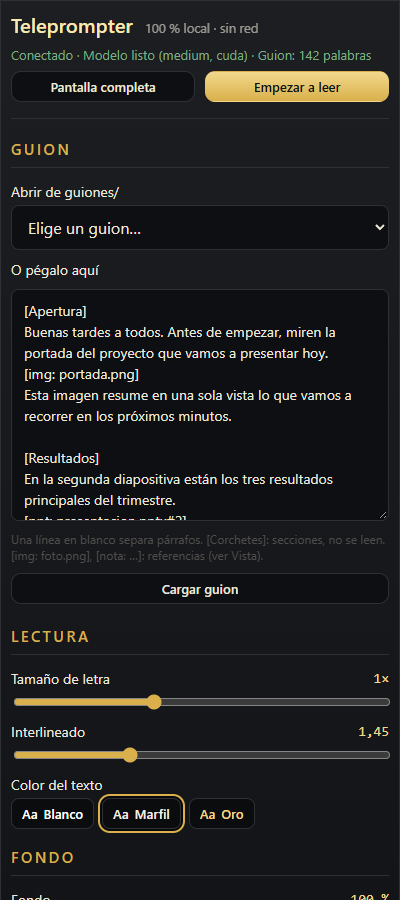 Teleprompter 100 % local · sin red
Conectado · Modelo listo (medium, cuda) · Guion: 142 palabras
Pantalla completa
Empezar a leer
GUION
Abrir de guiones/
Elige un guion...
O pégalo aquí
[Apertura]
Buenas tardes a todos. Antes de empezar, miren la
portada del proyecto que vamos a presentar hoy.
[img: portada.png]
Esta imagen resume en una sola vista lo que vamos a
recorrer en los próximos minutos.
[Resultados]
En la segunda diapositiva están los tres resultados
principales del trimestre.
Una línea en blanco separa párrafos. [Corchetes]: secciones, no se leen.
[img: foto.png], [nota: ...]: referencias (ver Vista).
Cargar guion
LECTURA
Tamaño de letra 1×
Interlineado 1,45
Color del texto
Aa Blanco
Aa Marfil
Aa Oro
FONDO
Fondo 100 %